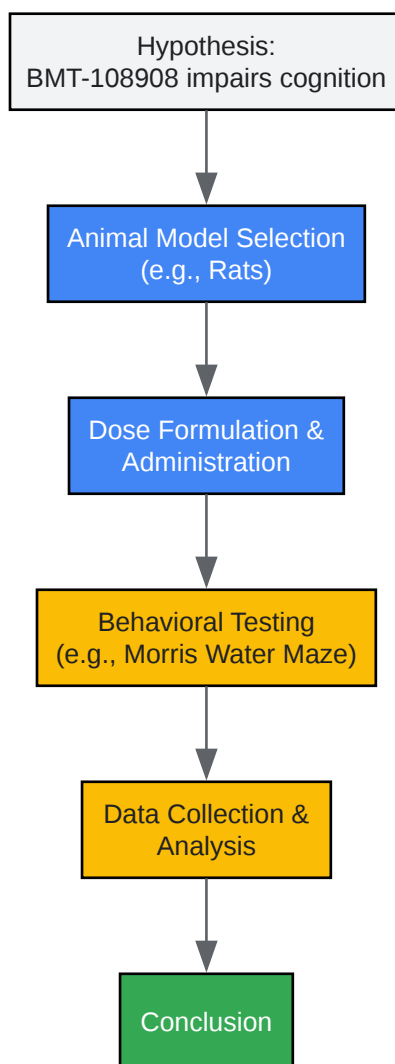 Hypothesis:
BMT-108908 impairs cognition
Animal Model Selection
(e.g., Rats)
Dose Formulation &
Administration
Behavioral Testing
(e.g., Morris Water Maze)
Data Collection &
Analysis
Conclusion